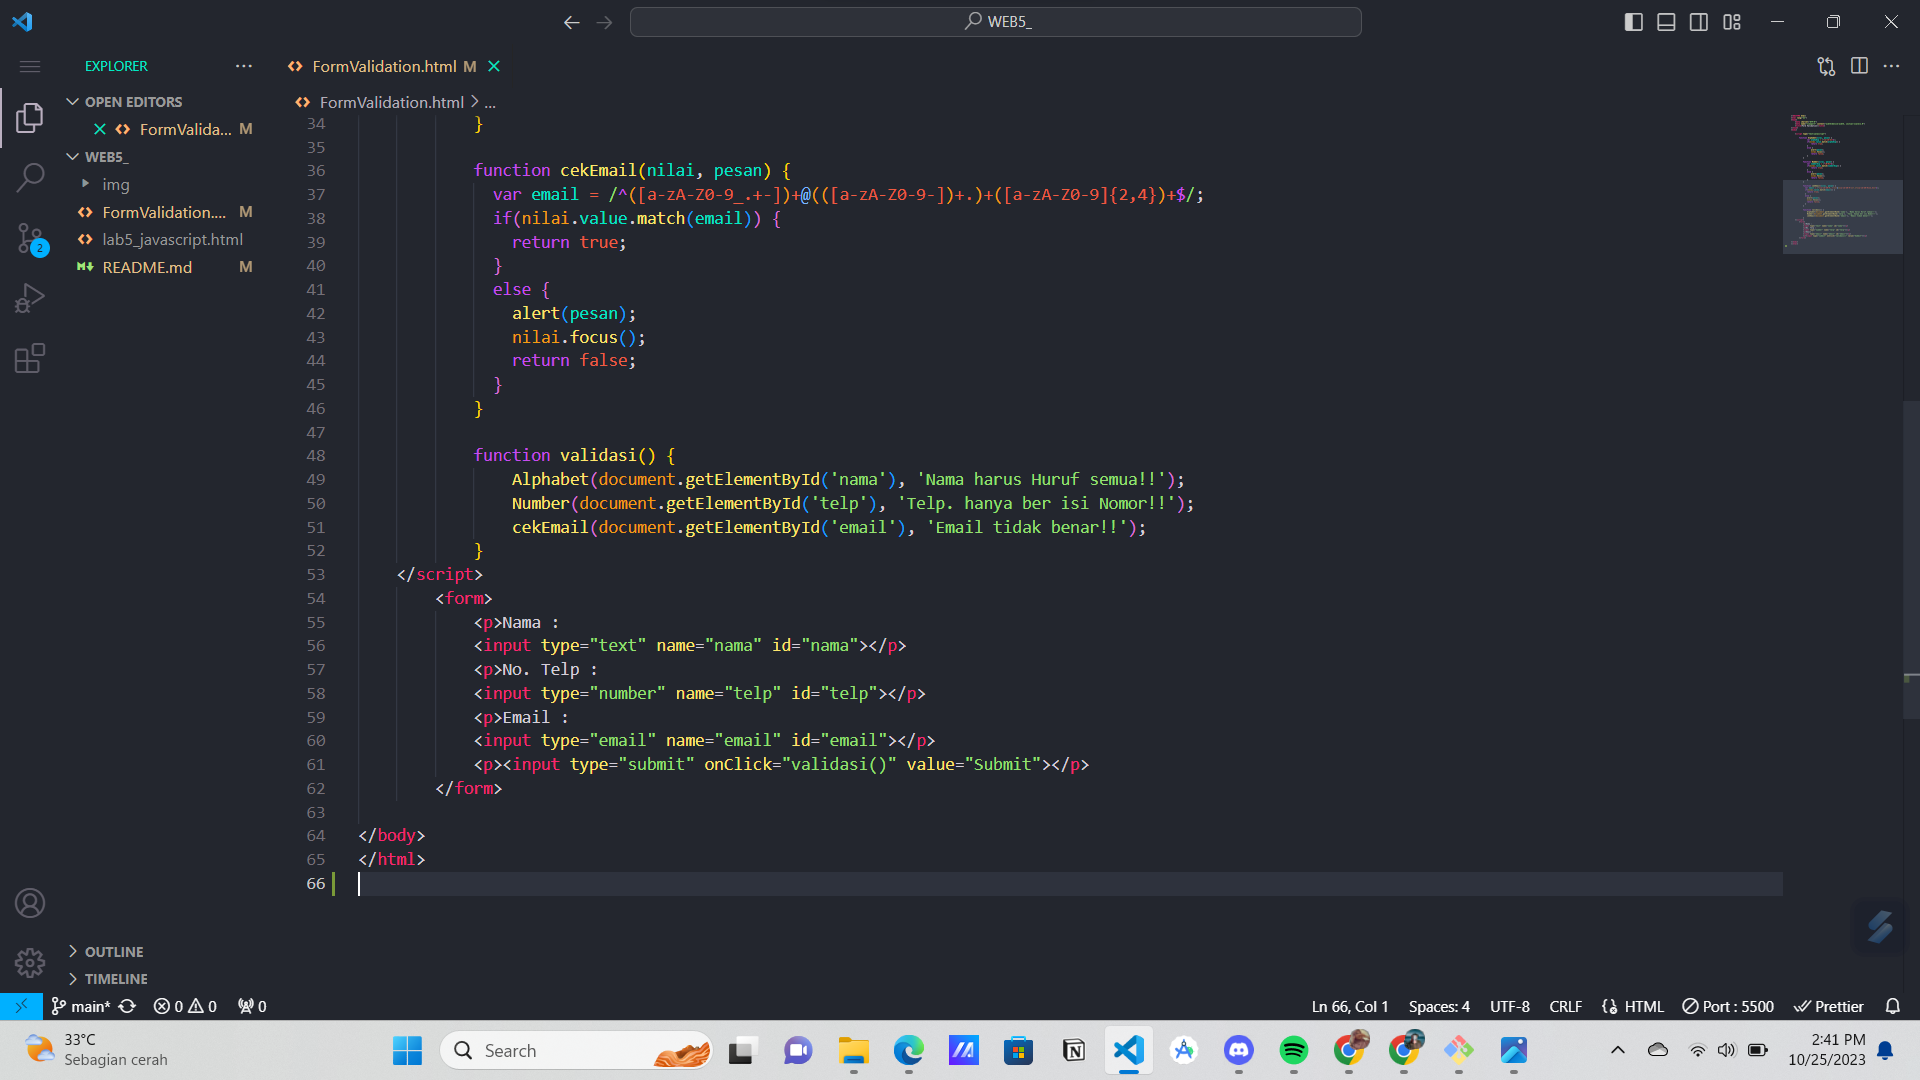 WEB5_
EXPLORER
FormValidation.html M
OPEN EDITORS
FormValida... M
WEB5_
img
FormValidation.... M
lab5_javascript.html
README.md M
2
FormValidation.html > ...
34 }
35
36 function cekEmail(nilai, pesan) {
37 var email = /^([a-zA-Z0-9_.+-])+@(([a-zA-Z0-9-])+.)+([a-zA-Z0-9]{2,4})+$/;
38 if(nilai.value.match(email)) {
39 return true;
40 }
41 else {
42 alert(pesan);
43 nilai.focus();
44 return false;
45 }
46 }
47
48 function validasi() {
49 Alphabet(document.getElementById('nama'), 'Nama harus Huruf semua!!');
50 Number(document.getElementById('telp'), 'Telp. hanya ber isi Nomor!!');
51 cekEmail(document.getElementById('email'), 'Email tidak benar!!');
52 }
53 </script>
54 <form>
55 <p>Nama :
56 <input type="text" name="nama" id="nama"></p>
57 <p>No. Telp :
58 <input type="number" name="telp" id="telp"></p>
59 <p>Email :
60 <input type="email" name="email" id="email"></p>
61 <p><input type="submit" onClick="validasi()" value="Submit"></p>
62 </form>
63
64 </body>
65 </html>
66
OUTLINE
TIMELINE
main* 0 0 0
Ln 66, Col 1 Spaces: 4 UTF-8 CRLF HTML Port : 5500 Prettier
33°C
Sebagian cerah
Search
2:41 PM
10/25/2023